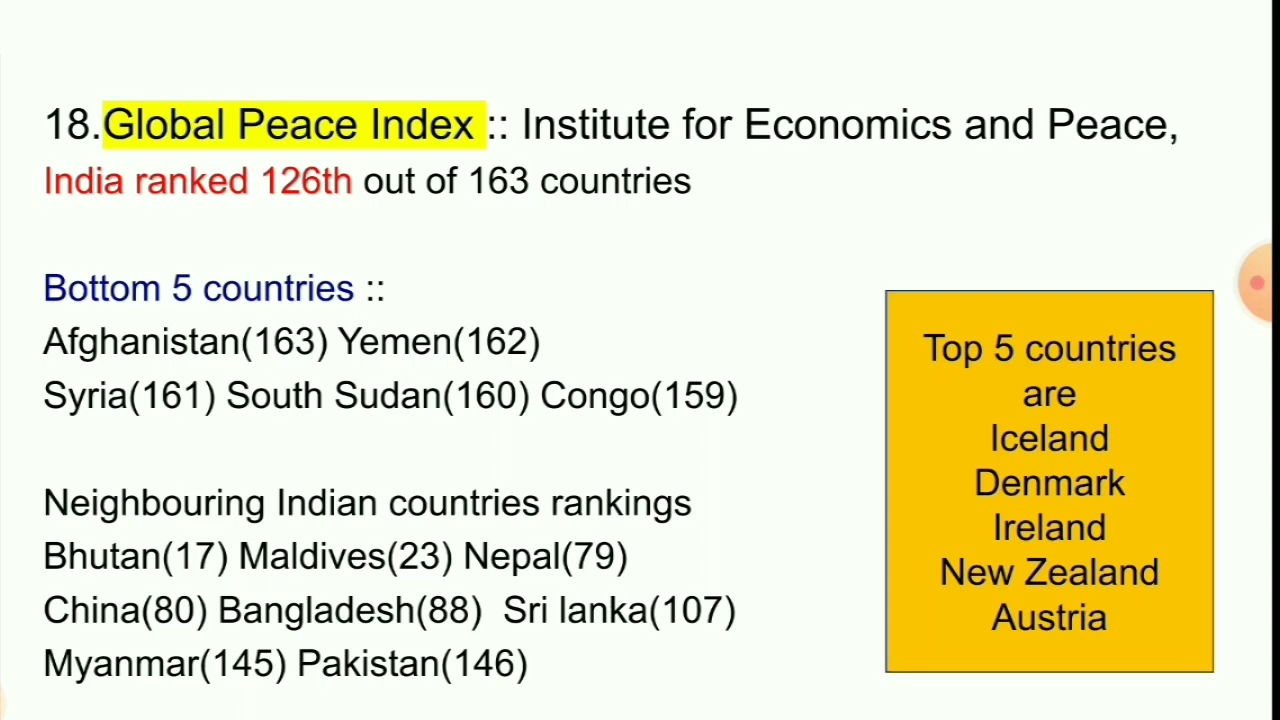 18.Global Peace Index :: Institute for Economics and Peace,
India ranked 126th out of 163 countries
Bottom 5 countries ::
Afghanistan(163) Yemen(162)
Syria(161) South Sudan(160) Congo(159)
Neighbouring Indian countries rankings
Bhutan(17) Maldives(23) Nepal(79)
China(80) Bangladesh(88) Sri lanka(107)
Myanmar(145) Pakistan(146)
Top 5 countries
are
Iceland
Denmark
Ireland
New Zealand
Austria